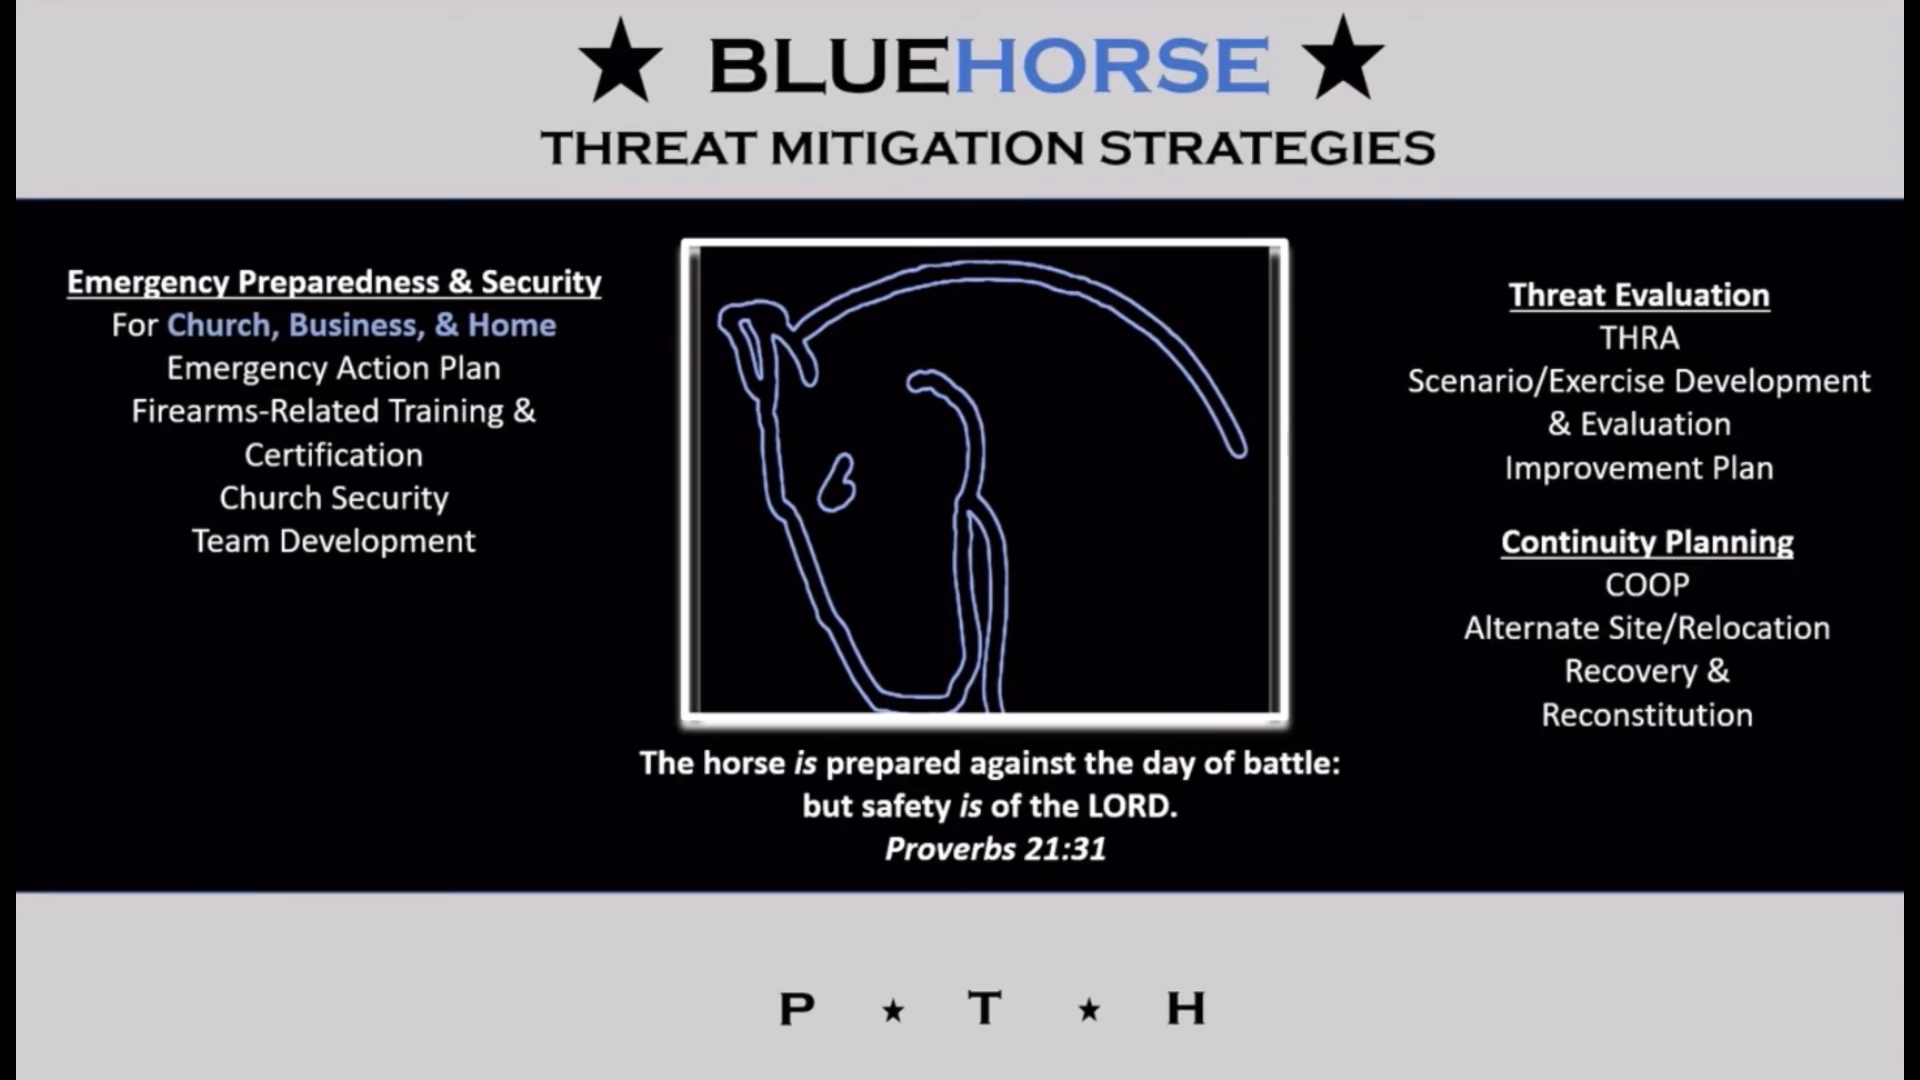 ★ BLUEHORSE ★
THREAT MITIGATION STRATEGIES
Emergency Preparedness & Security
For Church, Business, & Home
Emergency Action Plan
Firearms-Related Training &
Certification
Church Security
Team Development
Threat Evaluation
THRA
Scenario/Exercise Development
& Evaluation
Improvement Plan
Continuity Planning
COOP
Alternate Site/Relocation
Recovery &
Reconstitution
The horse is prepared against the day of battle:
but safety is of the LORD.
Proverbs 21:31
P ★ T ★ H